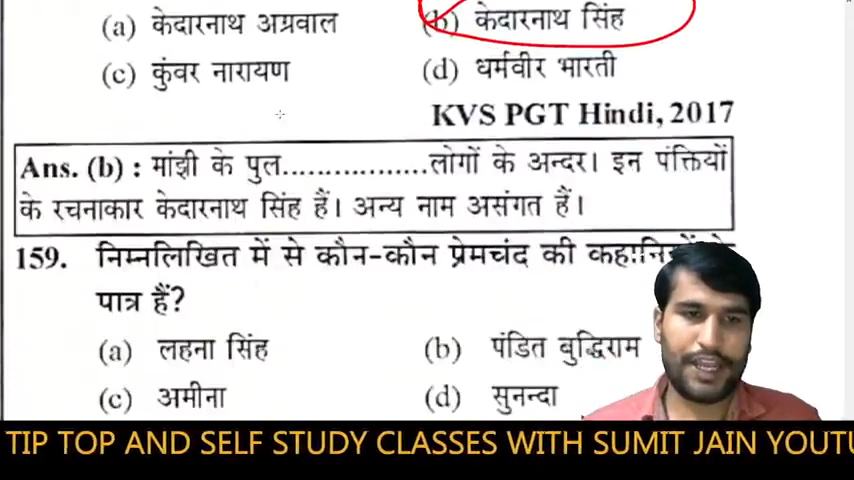 (a) केदारनाथ अग्रवाल (b) केदारनाथ सिंह
(c) कुंवर नारायण (d) धर्मवीर भारती
KVS PGT Hindi, 2017
Ans. (b) : मांझी के पुल..................लोगों के अन्दर। इन पंक्तियों
के रचनाकार केदारनाथ सिंह हैं। अन्य नाम असंगत हैं।
159. निम्नलिखित में से कौन-कौन प्रेमचंद की
पात्र हैं?
(a) लहना सिंह (b) पंडित बुद्धिराम
(c) अमीना (d) सुनन्दा
TIP TOP AND SELF STUDY CLASSES WITH SUMIT JAIN